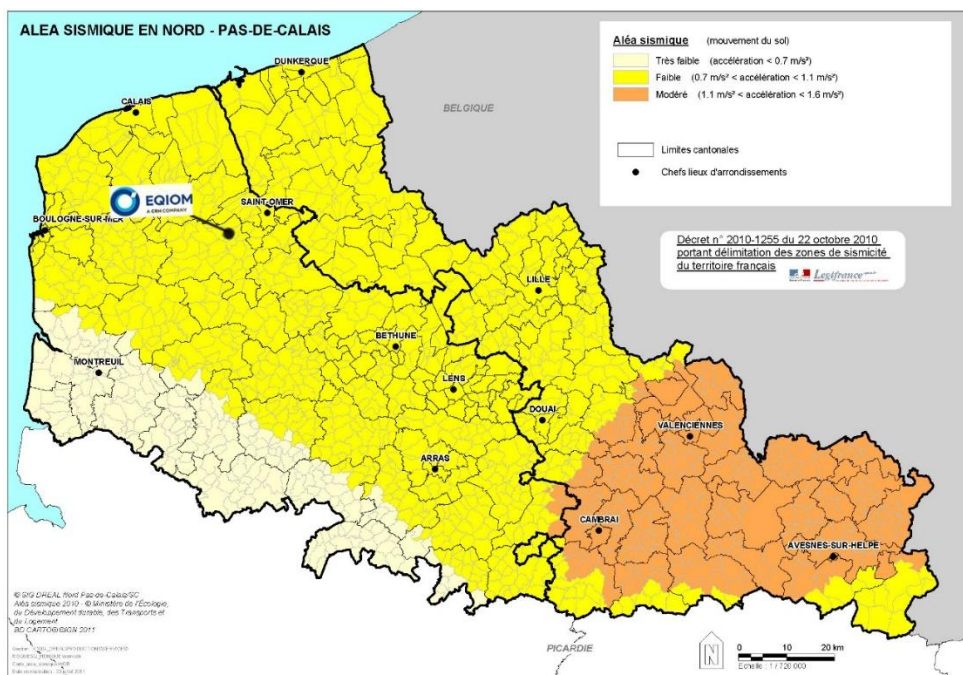 ALEA SISMIQUE EN NORD - PAS-DE-CALAIS
Aléa sismique (mouvement du sol)
Très faible (accélération < 0.7 m/s²)
Faible (0.7 m/s² < accélération < 1.1 m/s²)
Modéré (1.1 m/s² < accélération < 1.6 m/s²)
Limites cantonales
Chefs lieux d'arrondissements
Décret n° 2010-1255 du 22 octobre 2010
portant délimitation des zones de sismicité
du territoire français
Legifrance
DUNKERQUE
CALAIS
BELGIQUE
EQIOM
A CRH COMPANY
SAINT-OMER
BOULOGNE-SUR-MER
LILLE
BETHUNE
MONTREUIL
LENS
DOUAI
VALENCIENNES
ARRAS
CAMBRAI
AVESNES-SUR-HELPE
© SIG DREAL Nord Pas-de-Calais/SC
Aléa sismique 2010 - © Ministère de l'Écologie,
du Développement durable, des Transports et
du Logement
BD CARTO©IGN 2011
PICARDIE
N
0 10 20 km
Echelle : 1 / 720 000